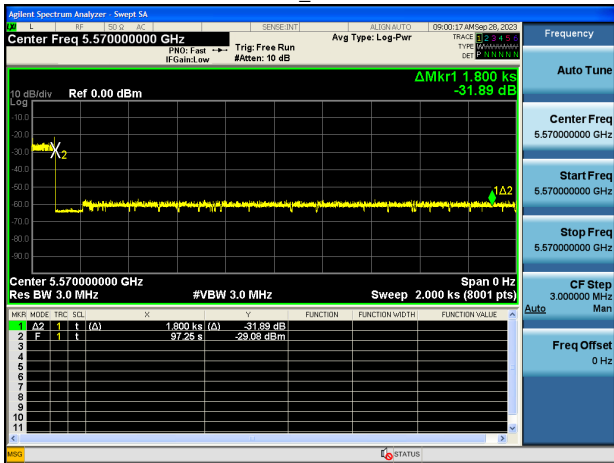 Agilent Spectrum Analyzer - Swept SA
L RF 50 Ω AC SENSE:INT ALIGN AUTO 09:00:17 AM Sep 28, 2023
Center Freq 5.570000000 GHz
PNO: Fast
IFGain:Low
Trig: Free Run
#Atten: 10 dB
Avg Type: Log-Pwr
TRACE 1 2 3 4 5 6
TYPE W
DET P N N N N N
ΔMkr1 1.800 ks
-31.89 dB
10 dB/div Ref 0.00 dBm
Log
-10.0
-20.0
-30.0
-40.0
-50.0
-60.0
-70.0
-80.0
-90.0
2
1Δ2
Center 5.570000000 GHz Span 0 Hz
Res BW 3.0 MHz #VBW 3.0 MHz Sweep 2.000 ks (8001 pts)
MKR MODE TRC SCL X Y FUNCTION FUNCTION WIDTH FUNCTION VALUE
1 Δ2 1 t (Δ) 1.800 ks (Δ) -31.89 dB
2 F 1 t 97.25 s -29.08 dBm
3
4
5
6
7
8
9
10
11
MSG STATUS
Frequency
Auto Tune
Center Freq
5.570000000 GHz
Start Freq
5.570000000 GHz
Stop Freq
5.570000000 GHz
CF Step
3.000000 MHz
Auto Man
Freq Offset
0 Hz